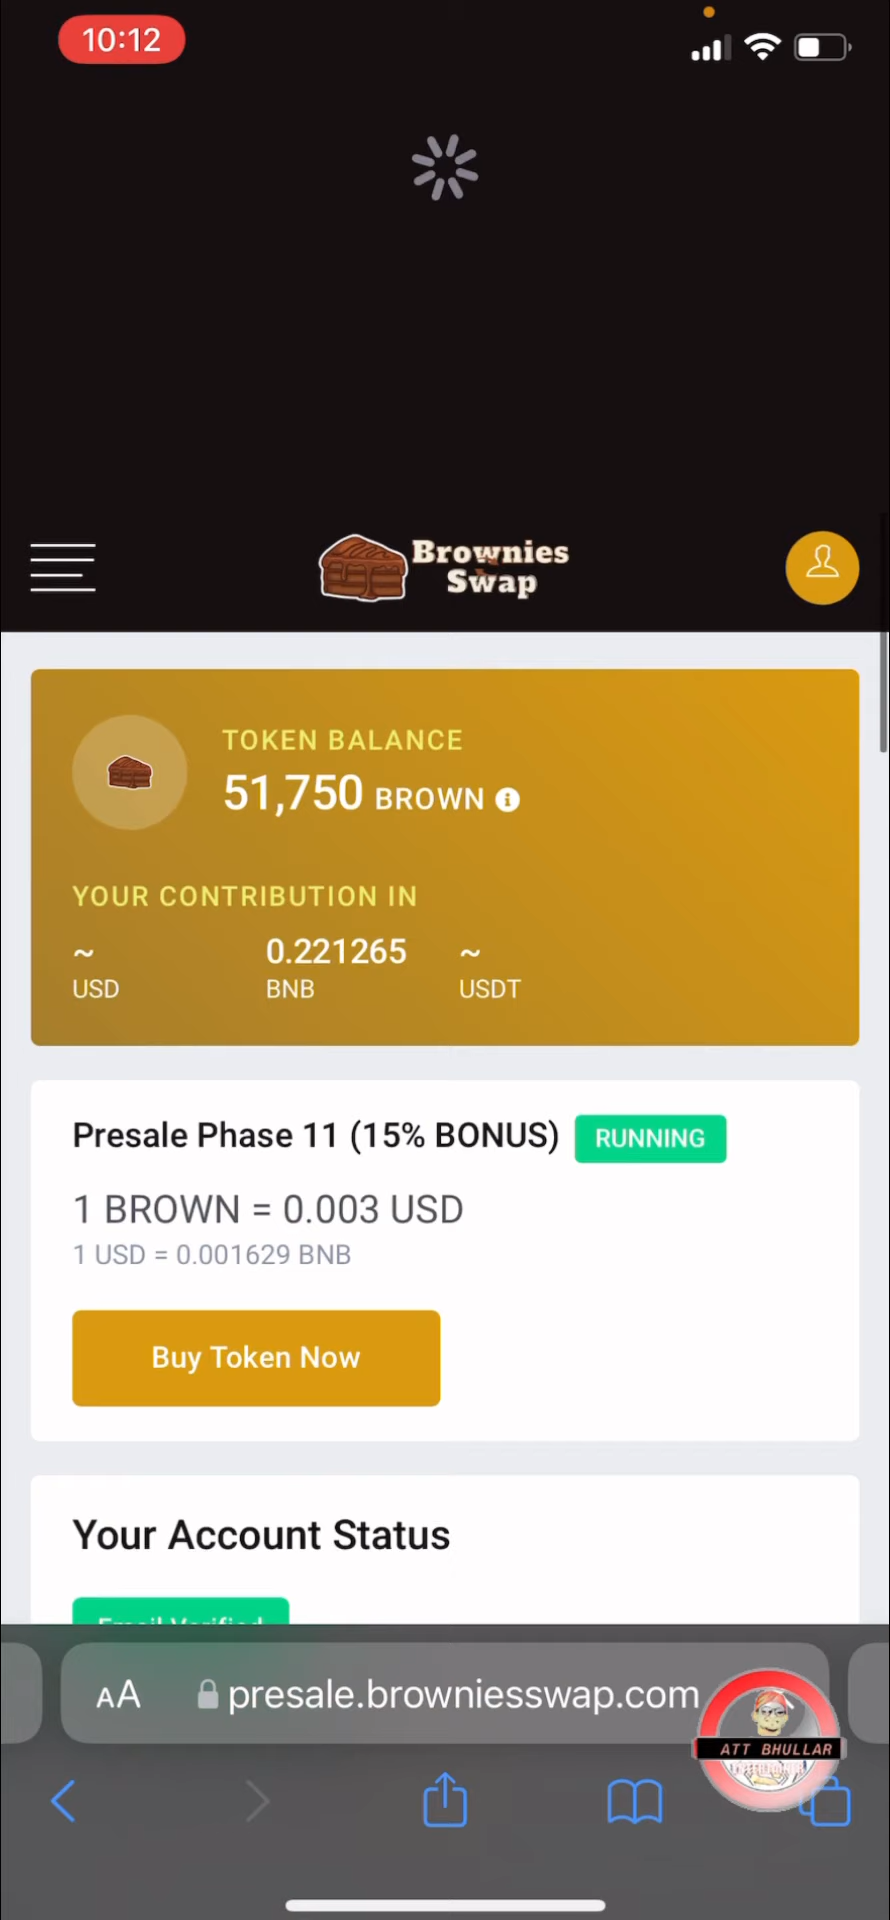 10:12
Brownies
Swap
TOKEN BALANCE
51,750 BROWN
YOUR CONTRIBUTION IN
~ 0.221265 ~
USD BNB USDT
Presale Phase 11 (15% BONUS) RUNNING
1 BROWN = 0.003 USD
1 USD = 0.001629 BNB
Buy Token Now
Your Account Status
Email Verified
AA presale.browniesswap.com
ATT BHULLAR